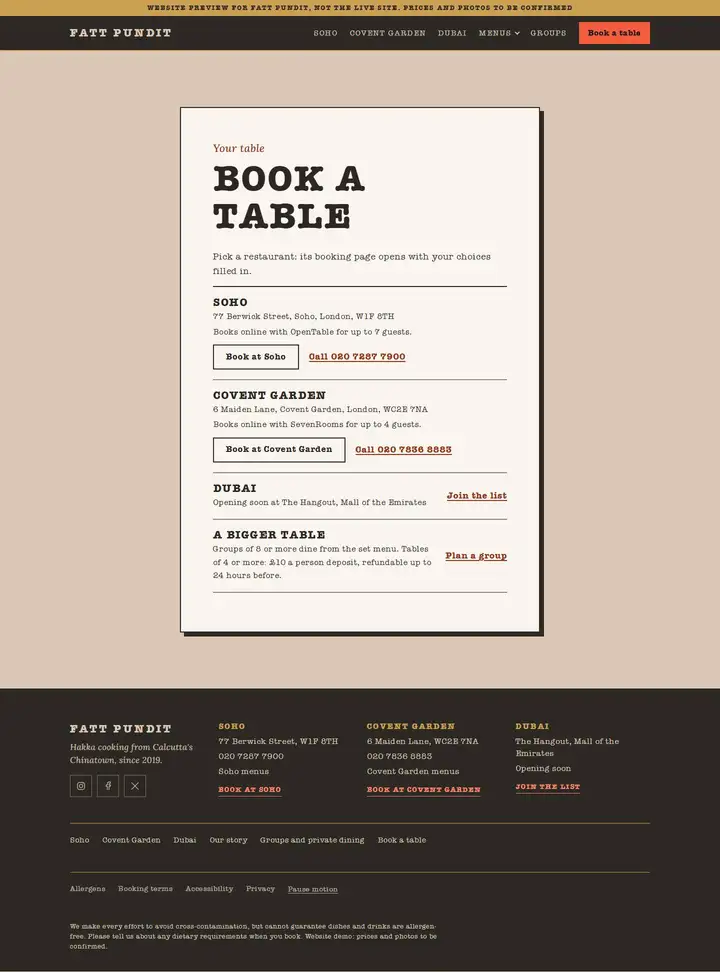 WEBSITE PREVIEW FOR FATT PUNDIT, NOT THE LIVE SITE. PRICES AND PHOTOS TO BE CONFIRMED
FATT PUNDIT
SOHO COVENT GARDEN DUBAI MENUS GROUPS Book a table
Your table
BOOK A
TABLE
Pick a restaurant: its booking page opens with your choices
filled in.
SOHO
77 Berwick Street, Soho, London, W1F 8TH
Books online with OpenTable for up to 7 guests.
Book at Soho Call 020 7287 7900
COVENT GARDEN
6 Maiden Lane, Covent Garden, London, WC2E 7NA
Books online with SevenRooms for up to 4 guests.
Book at Covent Garden Call 020 7836 8883
DUBAI
Opening soon at The Hangout, Mall of the Emirates
Join the list
A BIGGER TABLE
Groups of 8 or more dine from the set menu. Tables
of 4 or more: £10 a person deposit, refundable up to
24 hours before.
Plan a group
FATT PUNDIT
Hakka cooking from Calcutta's
Chinatown, since 2019.
SOHO
77 Berwick Street, W1F 8TH
020 7287 7900
Soho menus
BOOK AT SOHO
COVENT GARDEN
6 Maiden Lane, WC2E 7NA
020 7836 8883
Covent Garden menus
BOOK AT COVENT GARDEN
DUBAI
The Hangout, Mall of the
Emirates
Opening soon
JOIN THE LIST
Soho Covent Garden Dubai Our story Groups and private dining Book a table
Allergens Booking terms Accessibility Privacy Pause motion
We make every effort to avoid cross-contamination, but cannot guarantee dishes and drinks are allergen-
free. Please tell us about any dietary requirements when you book. Website demo: prices and photos to be
confirmed.